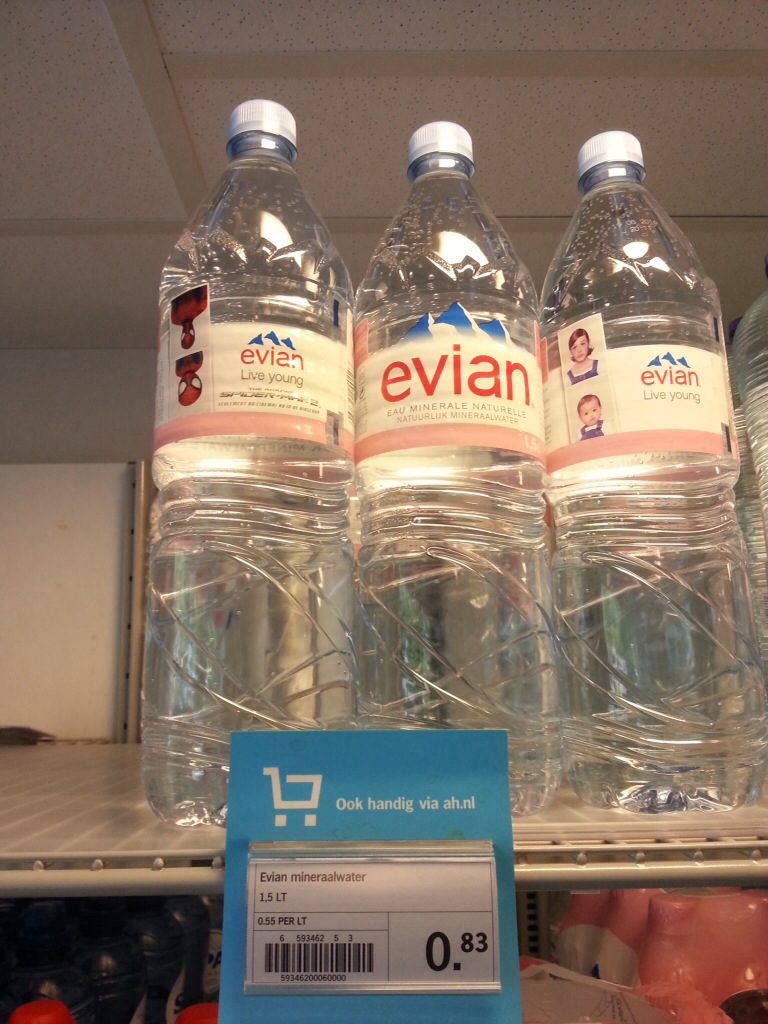 evian
Live young
THE AMAZING
SPIDER-MAN 2
evian
EAU MINERALE NATURELLE
NATUURLIJK MINERAALWATER
evian
Live young
Ook handig via ah.nl
Evian mineraalwater
1,5 LT
0.55 PER LT
6 593462 5 3
59346200060000
0.83